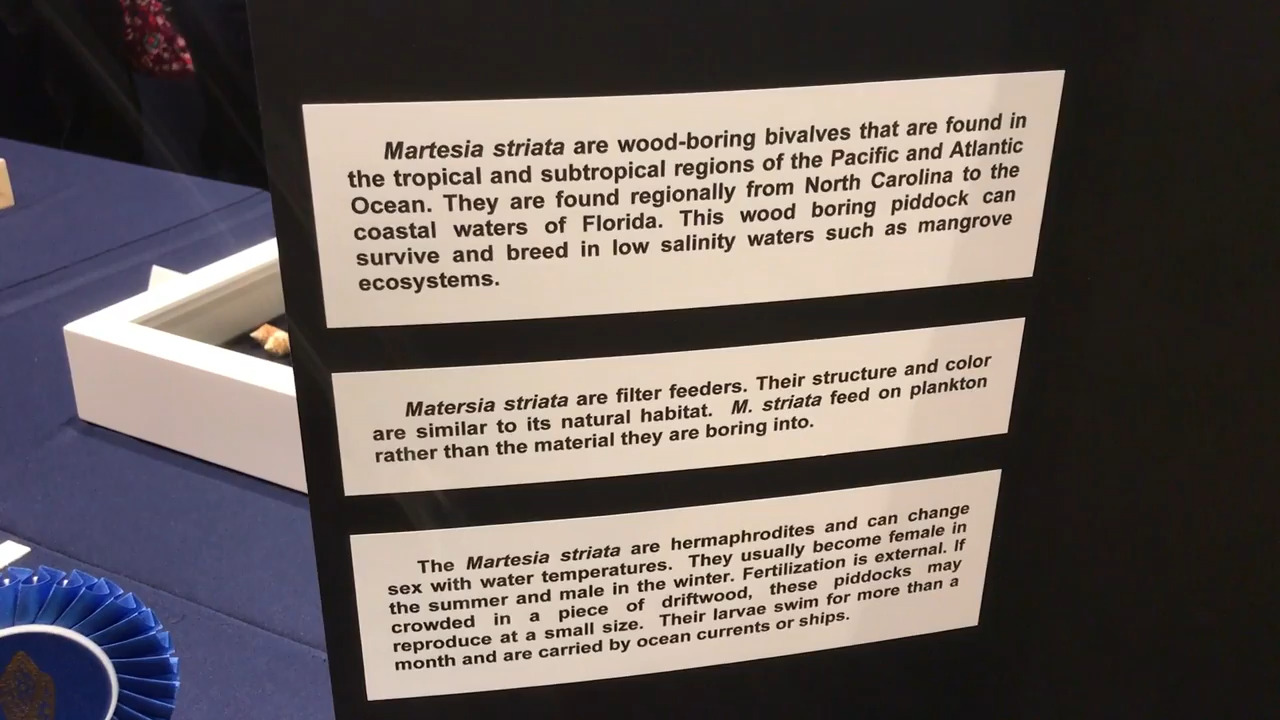 Martesia striata are wood-boring bivalves that are found in
the tropical and subtropical regions of the Pacific and Atlantic
Ocean. They are found regionally from North Carolina to the
coastal waters of Florida. This wood boring piddock can
survive and breed in low salinity waters such as mangrove
ecosystems.
Matersia striata are filter feeders. Their structure and color
are similar to its natural habitat. M. striata feed on plankton
rather than the material they are boring into.
The Martesia striata are hermaphrodites and can change
sex with water temperatures. They usually become female in
the summer and male in the winter. Fertilization is external. If
crowded in a piece of driftwood, these piddocks may
reproduce at a small size. Their larvae swim for more than a
month and are carried by ocean currents or ships.